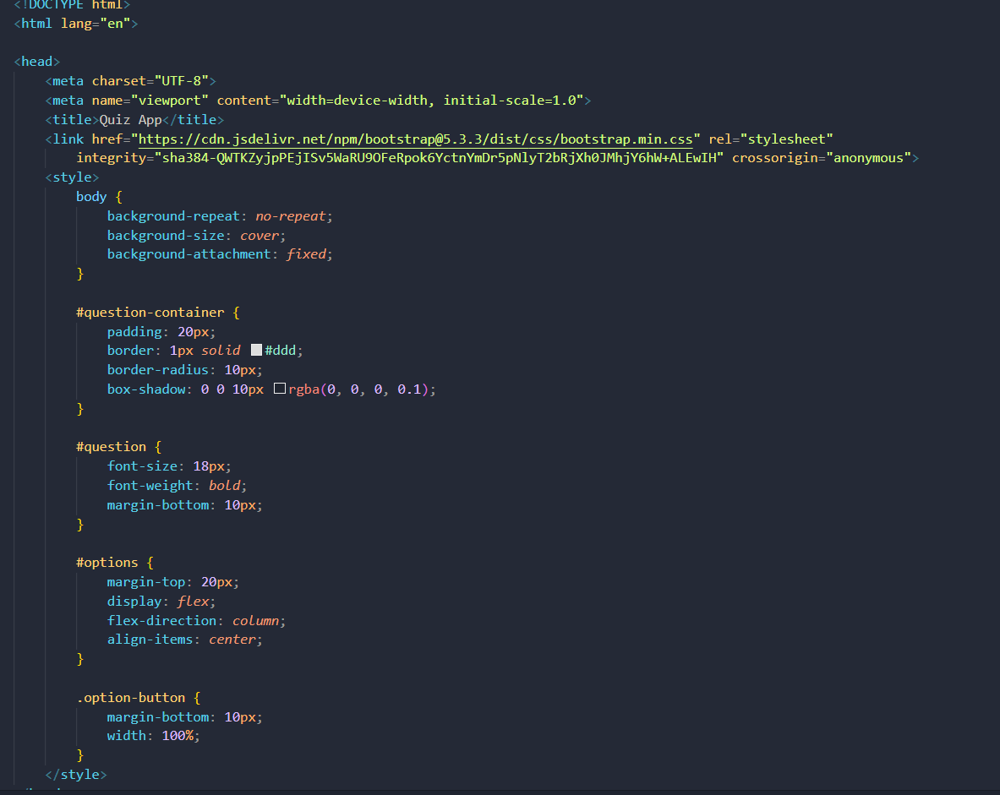 <!DOCTYPE html>
<html lang="en">
<head>
<meta charset="UTF-8">
<meta name="viewport" content="width=device-width, initial-scale=1.0">
<title>Quiz App</title>
<link href="https://cdn.jsdelivr.net/npm/bootstrap@5.3.3/dist/css/bootstrap.min.css" rel="stylesheet"
integrity="sha384-QWTKZyjpPEjISv5WaRU9OFeRpok6YctnYmDr5pNlyT2bRjXh0JMhjY6hW+ALEwIH" crossorigin="anonymous">
<style>
body {
background-repeat: no-repeat;
background-size: cover;
background-attachment: fixed;
}
#question-container {
padding: 20px;
border: 1px solid #ddd;
border-radius: 10px;
box-shadow: 0 0 10px rgba(0, 0, 0, 0.1);
}
#question {
font-size: 18px;
font-weight: bold;
margin-bottom: 10px;
}
#options {
margin-top: 20px;
display: flex;
flex-direction: column;
align-items: center;
}
.option-button {
margin-bottom: 10px;
width: 100%;
}
</style>